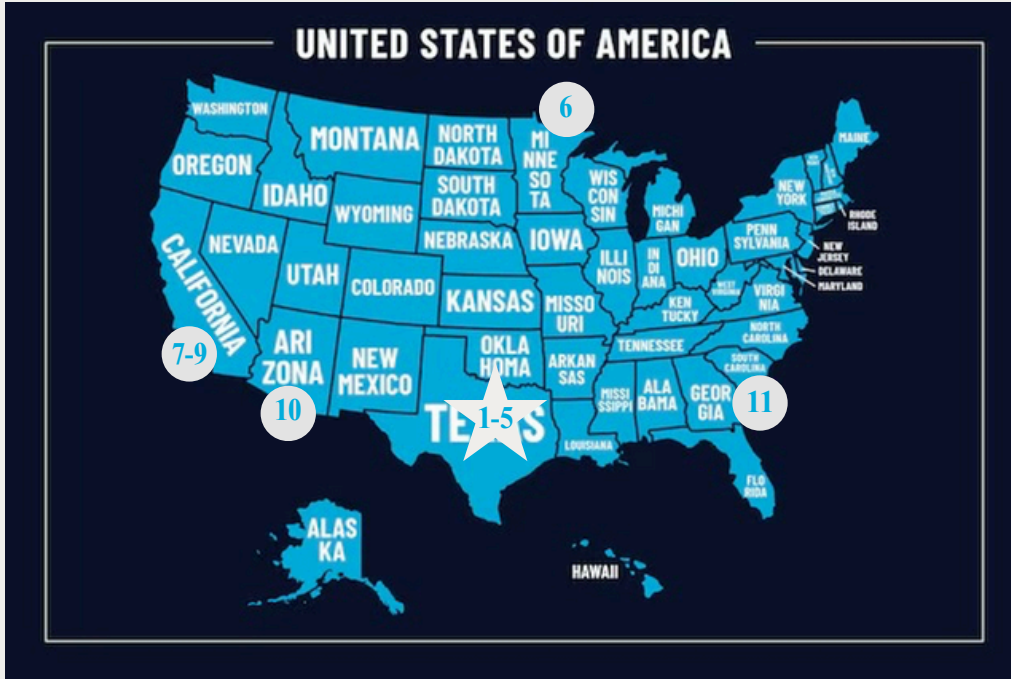 UNITED STATES OF AMERICA
6
WASHINGTON
MONTANA
NORTH
DAKOTA
MI
NNE
SO
TA
MAINE
OREGON
IDAHO
WYOMING
SOUTH
DAKOTA
WIS
CON
SIN
MICHI
GAN
NEW
YORK
RHODE
ISLAND
NEVADA
NEBRASKA
IOWA
PENN
SYLVANIA
NEW
JERSEY
DELAWARE
MARYLAND
CALIFORNIA
UTAH
COLORADO
KANSAS
ILLI
NOIS
IN
DI
ANA
OHIO
WEST
VIRGINIA
VIRGI
NIA
MISSO
URI
KEN
TUCKY
NORTH
CAROLINA
TENNESSEE
7-9
ARI
ZONA
NEW
MEXICO
OKLA
HOMA
ARKAN
SAS
SOUTH
CAROLINA
10
TE S
1-5
MISSI
SSIPPI
ALA
BAMA
GEOR
GIA
11
LOUISIANA
FLO
RIDA
ALAS
KA
HAWAII